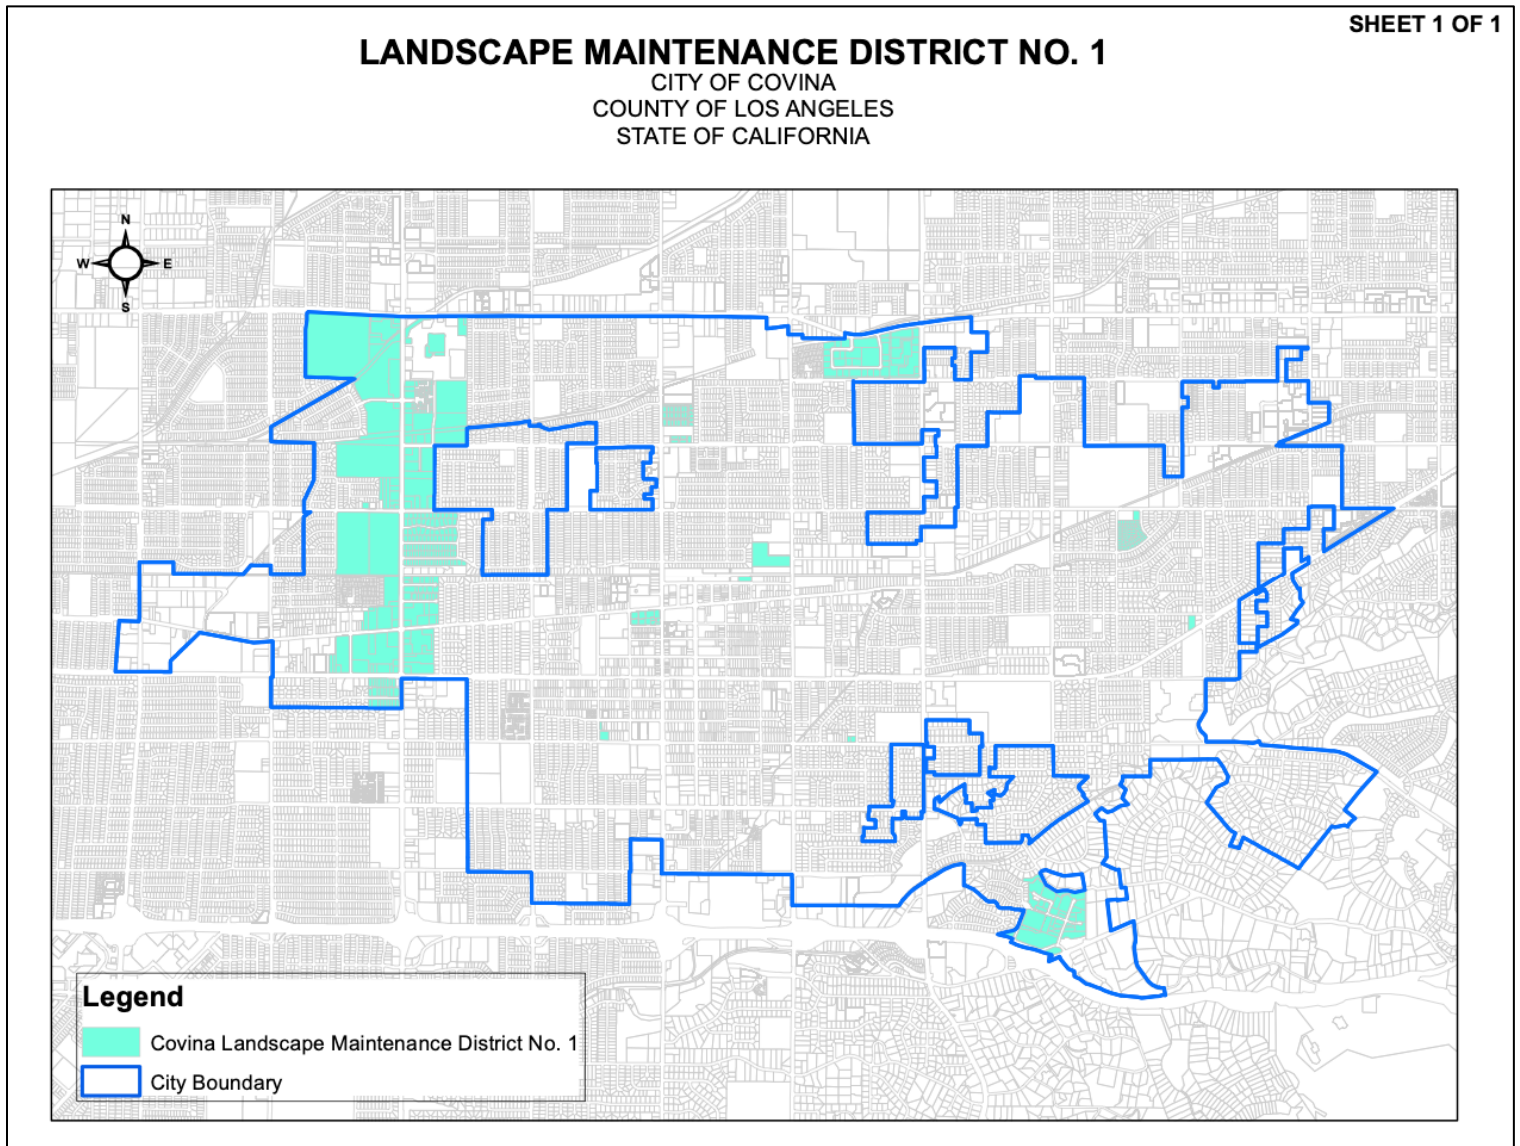 SHEET 1 OF 1
LANDSCAPE MAINTENANCE DISTRICT NO. 1
CITY OF COVINA
COUNTY OF LOS ANGELES
STATE OF CALIFORNIA
N
W E
S
Legend
Covina Landscape Maintenance District No. 1
City Boundary